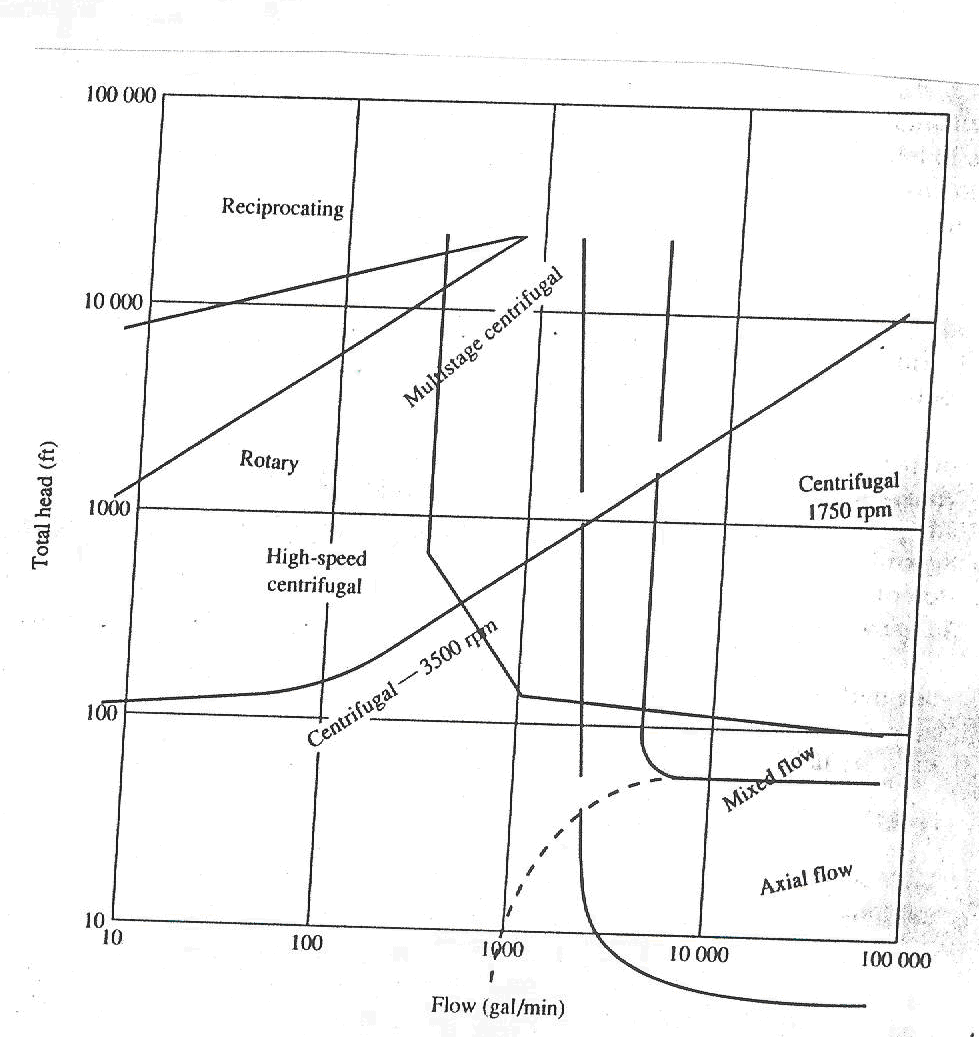 100 000
Reciprocating
10 000
Multistage centrifugal
Rotary
Total head (ft)
Centrifugal
1750 rpm
1000
High-speed
centrifugal
Centrifugal — 3500 rpm
100
Mixed flow
Axial flow
10
10
100
1000
10 000
100 000
Flow (gal/min)